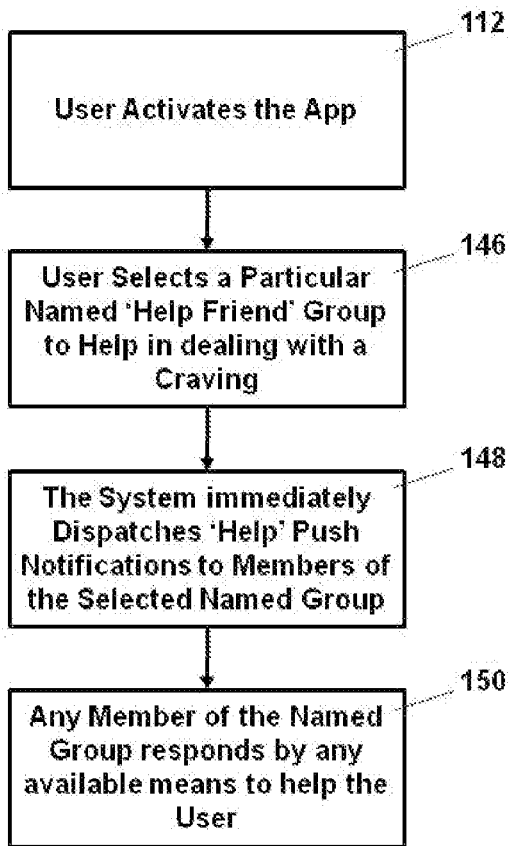 112
User Activates the App
146
User Selects a Particular
Named ‘Help Friend’ Group
to Help in dealing with a
Craving
148
The System immediately
Dispatches ‘Help’ Push
Notifications to Members of
the Selected Named Group
150
Any Member of the Named
Group responds by any
available means to help the
User